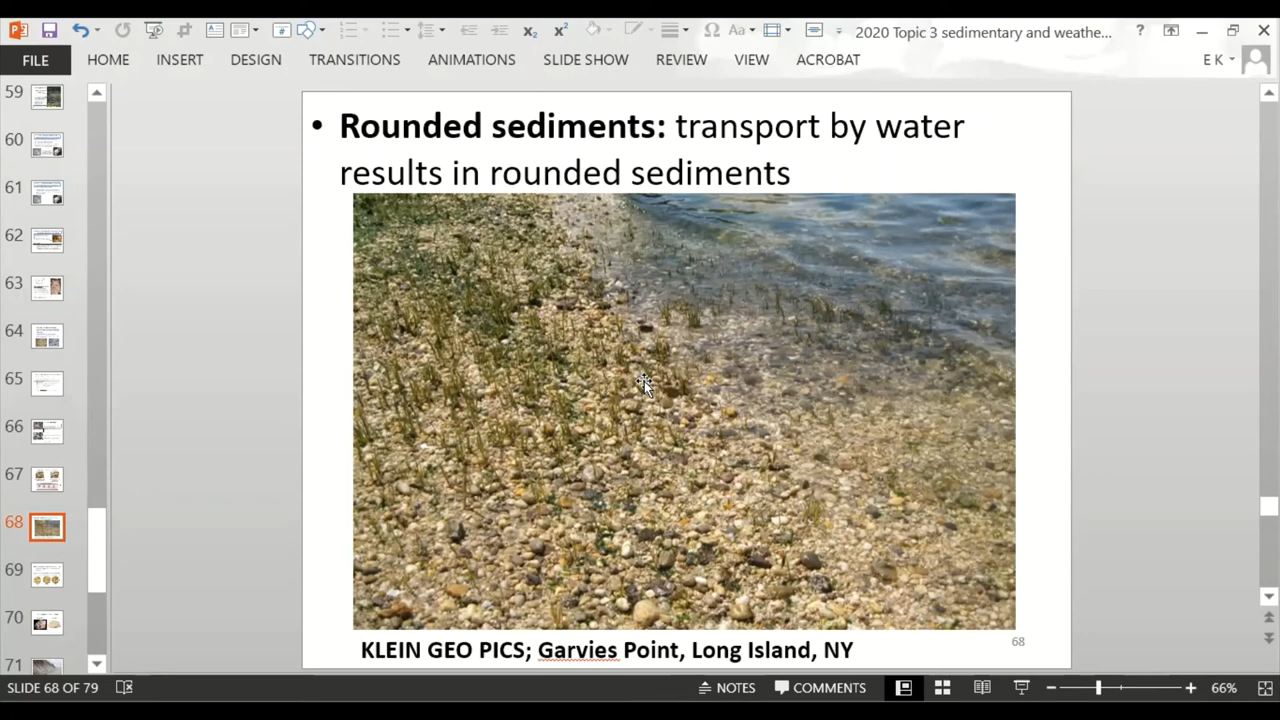 2020 Topic 3 sedimentary and weathe...
FILE
HOME
INSERT
DESIGN
TRANSITIONS
ANIMATIONS
SLIDE SHOW
REVIEW
VIEW
ACROBAT
E K
59
60
61
62
63
64
65
66
67
68
69
70
71
• Rounded sediments: transport by water
results in rounded sediments
KLEIN GEO PICS; Garvies Point, Long Island, NY
68
SLIDE 68 OF 79
NOTES
COMMENTS
66%